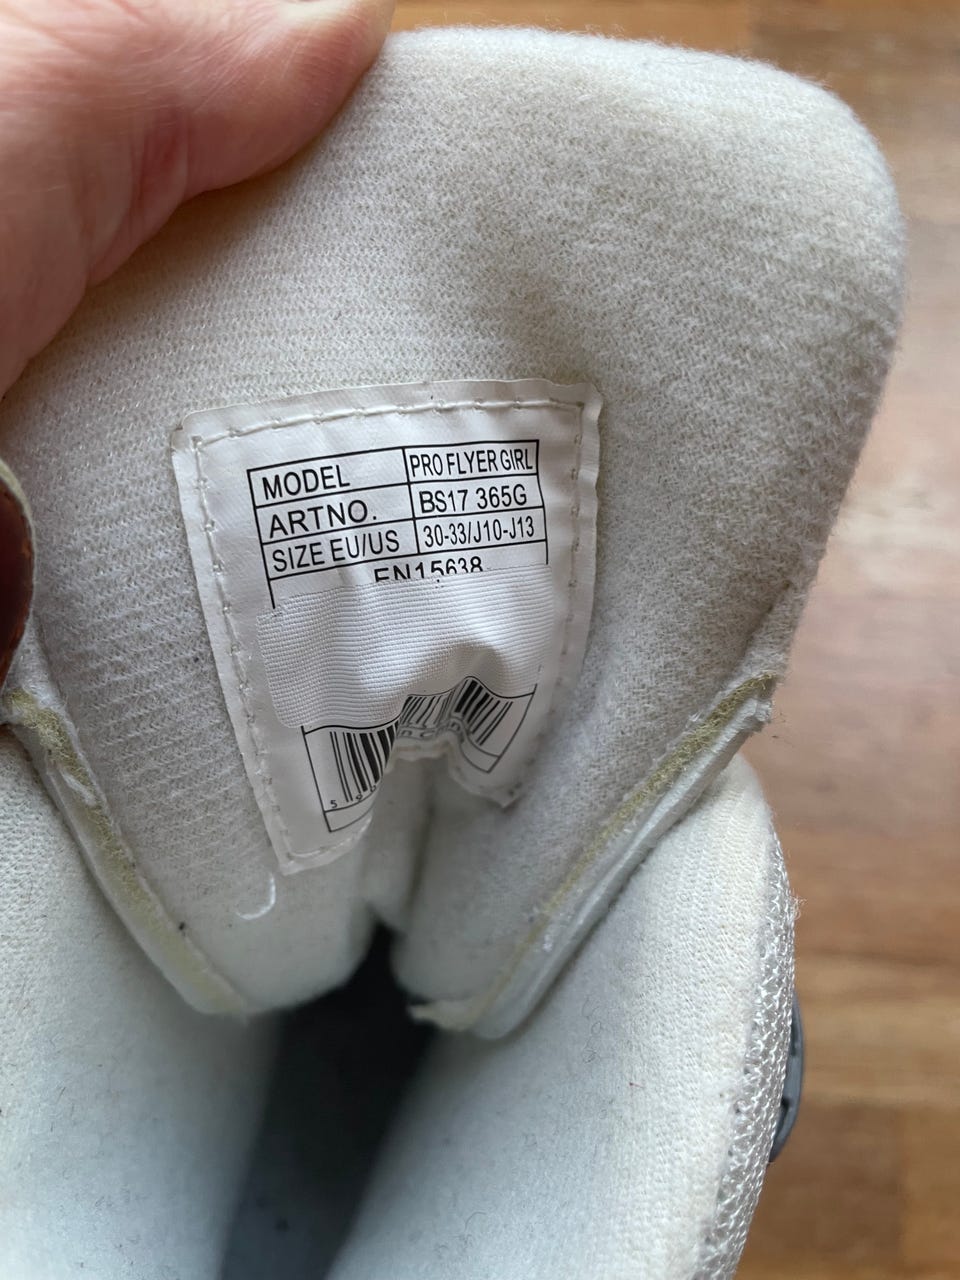 MODEL PRO FLYER GIRL
ARTNO. BS17 365G
SIZE EU/US 30-33/J10-J13
EN15638